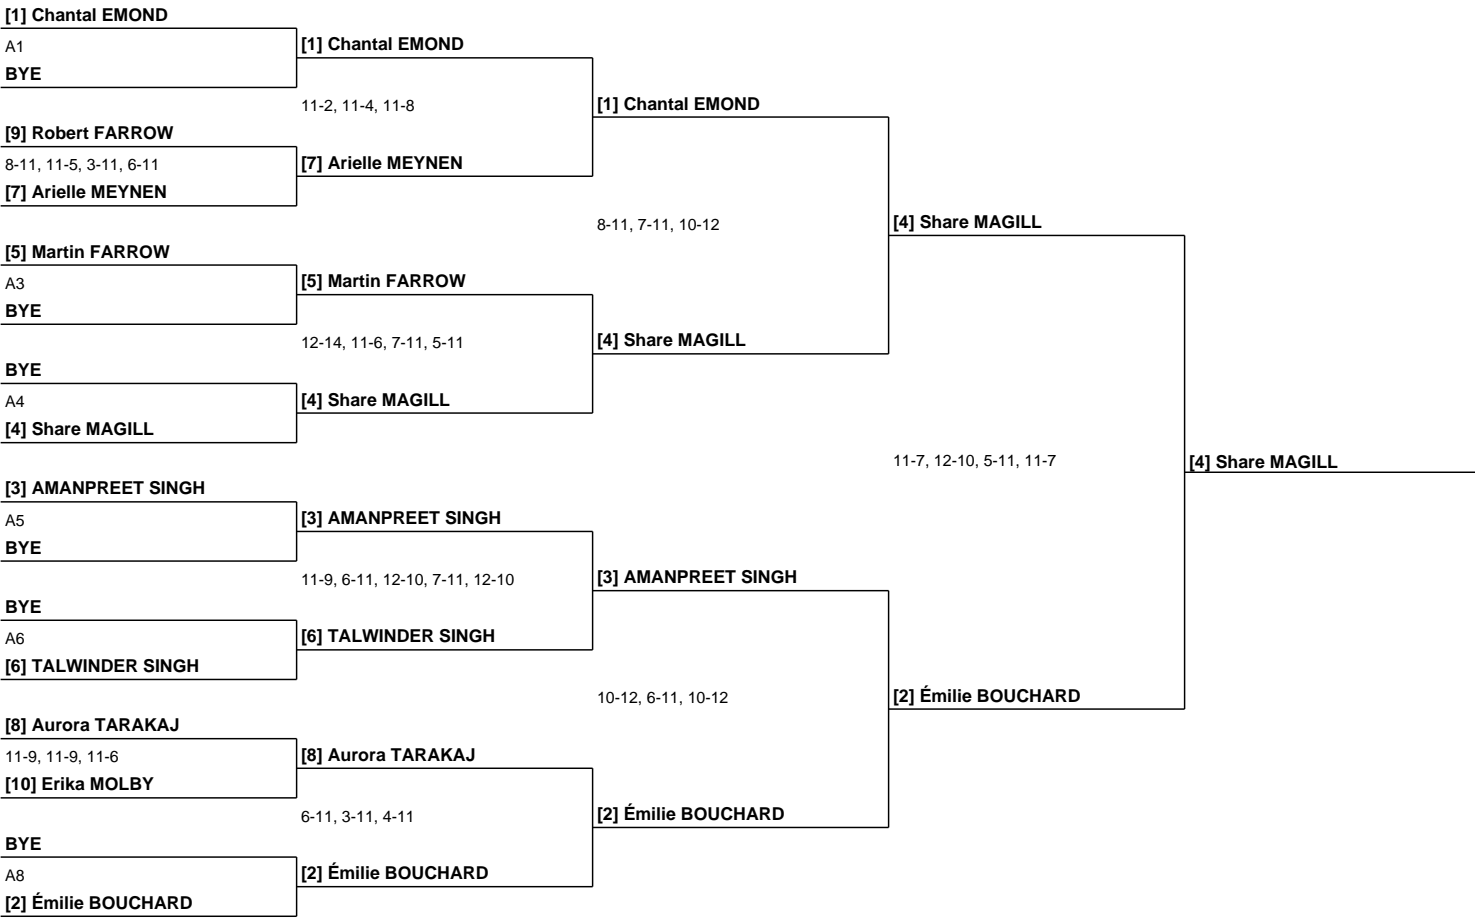 [1] Chantal EMOND
A1
BYE
[9] Robert FARROW
8-11, 11-5, 3-11, 6-11
[7] Arielle MEYNEN
[5] Martin FARROW
A3
BYE
BYE
A4
[4] Share MAGILL
[3] AMANPREET SINGH
A5
BYE
BYE
A6
[6] TALWINDER SINGH
[8] Aurora TARAKAJ
11-9, 11-9, 11-6
[10] Erika MOLBY
BYE
A8
[2] Émilie BOUCHARD
[1] Chantal EMOND
11-2, 11-4, 11-8
[7] Arielle MEYNEN
[5] Martin FARROW
12-14, 11-6, 7-11, 5-11
[4] Share MAGILL
[3] AMANPREET SINGH
11-9, 6-11, 12-10, 7-11, 12-10
[6] TALWINDER SINGH
[8] Aurora TARAKAJ
6-11, 3-11, 4-11
[2] Émilie BOUCHARD
[1] Chantal EMOND
8-11, 7-11, 10-12
[4] Share MAGILL
[3] AMANPREET SINGH
10-12, 6-11, 10-12
[2] Émilie BOUCHARD
[4] Share MAGILL
11-7, 12-10, 5-11, 11-7
[2] Émilie BOUCHARD
[4] Share MAGILL